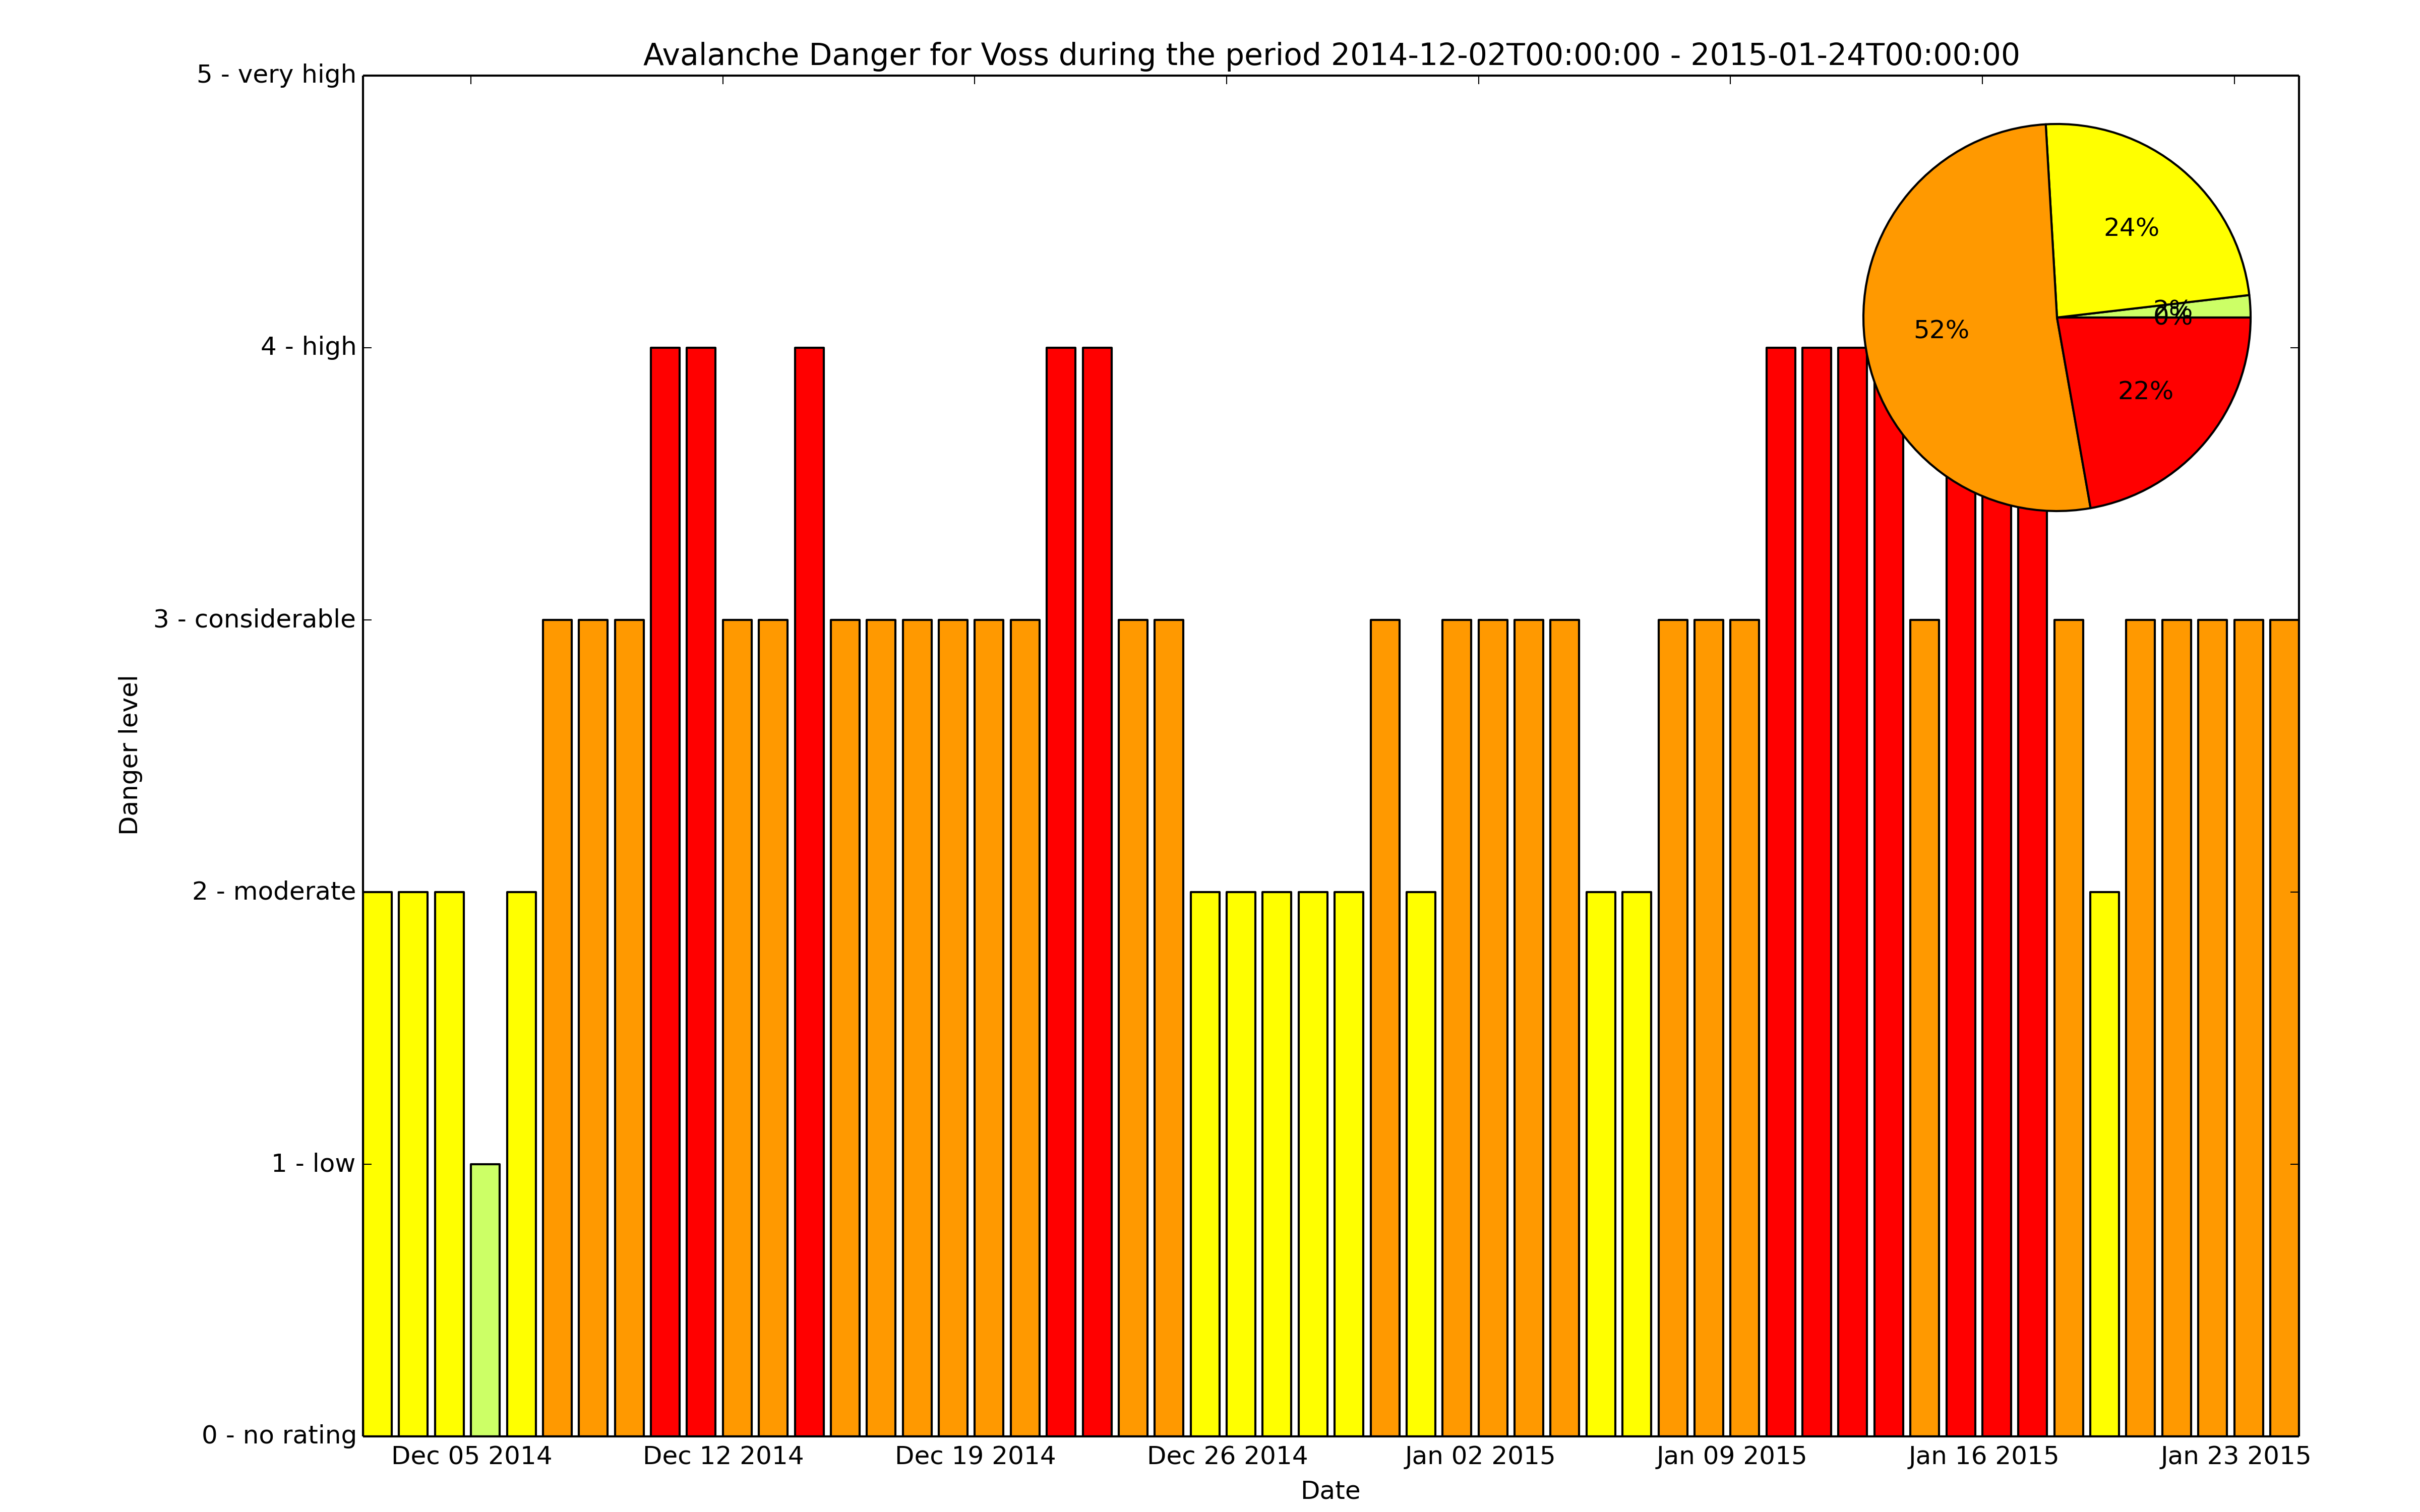 Avalanche Danger for Voss during the period 2014-12-02T00:00:00 - 2015-01-24T00:00:00
5 - very high
4 - high
3 - considerable
2 - moderate
1 - low
0 - no rating
Danger level
24%
52%
0%
22%
Dec 05 2014
Dec 12 2014
Dec 19 2014
Dec 26 2014
Jan 02 2015
Jan 09 2015
Jan 16 2015
Jan 23 2015
Date